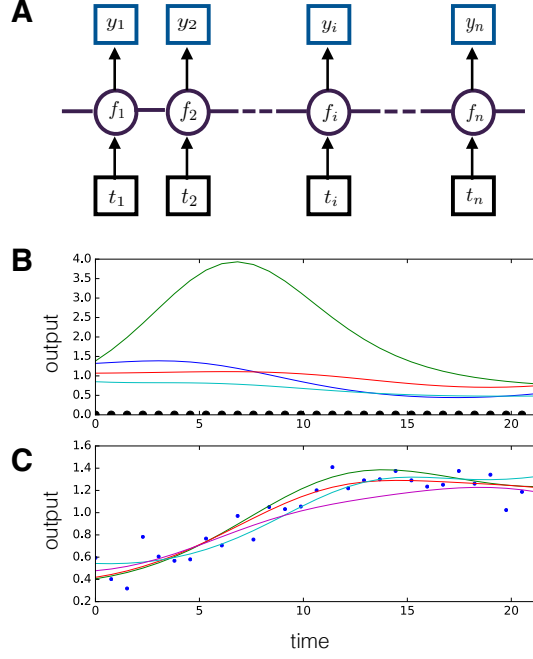 A
y₁ y₂ yᵢ yₙ
f₁ f₂ fᵢ fₙ
t₁ t₂ tᵢ tₙ
B
4.0
3.5
3.0
2.5
2.0
1.5
1.0
0.5
0.0
output
0 5 10 15 20
C
1.6
1.4
1.2
1.0
0.8
0.6
0.4
0.2
output
0 5 10 15 20
time